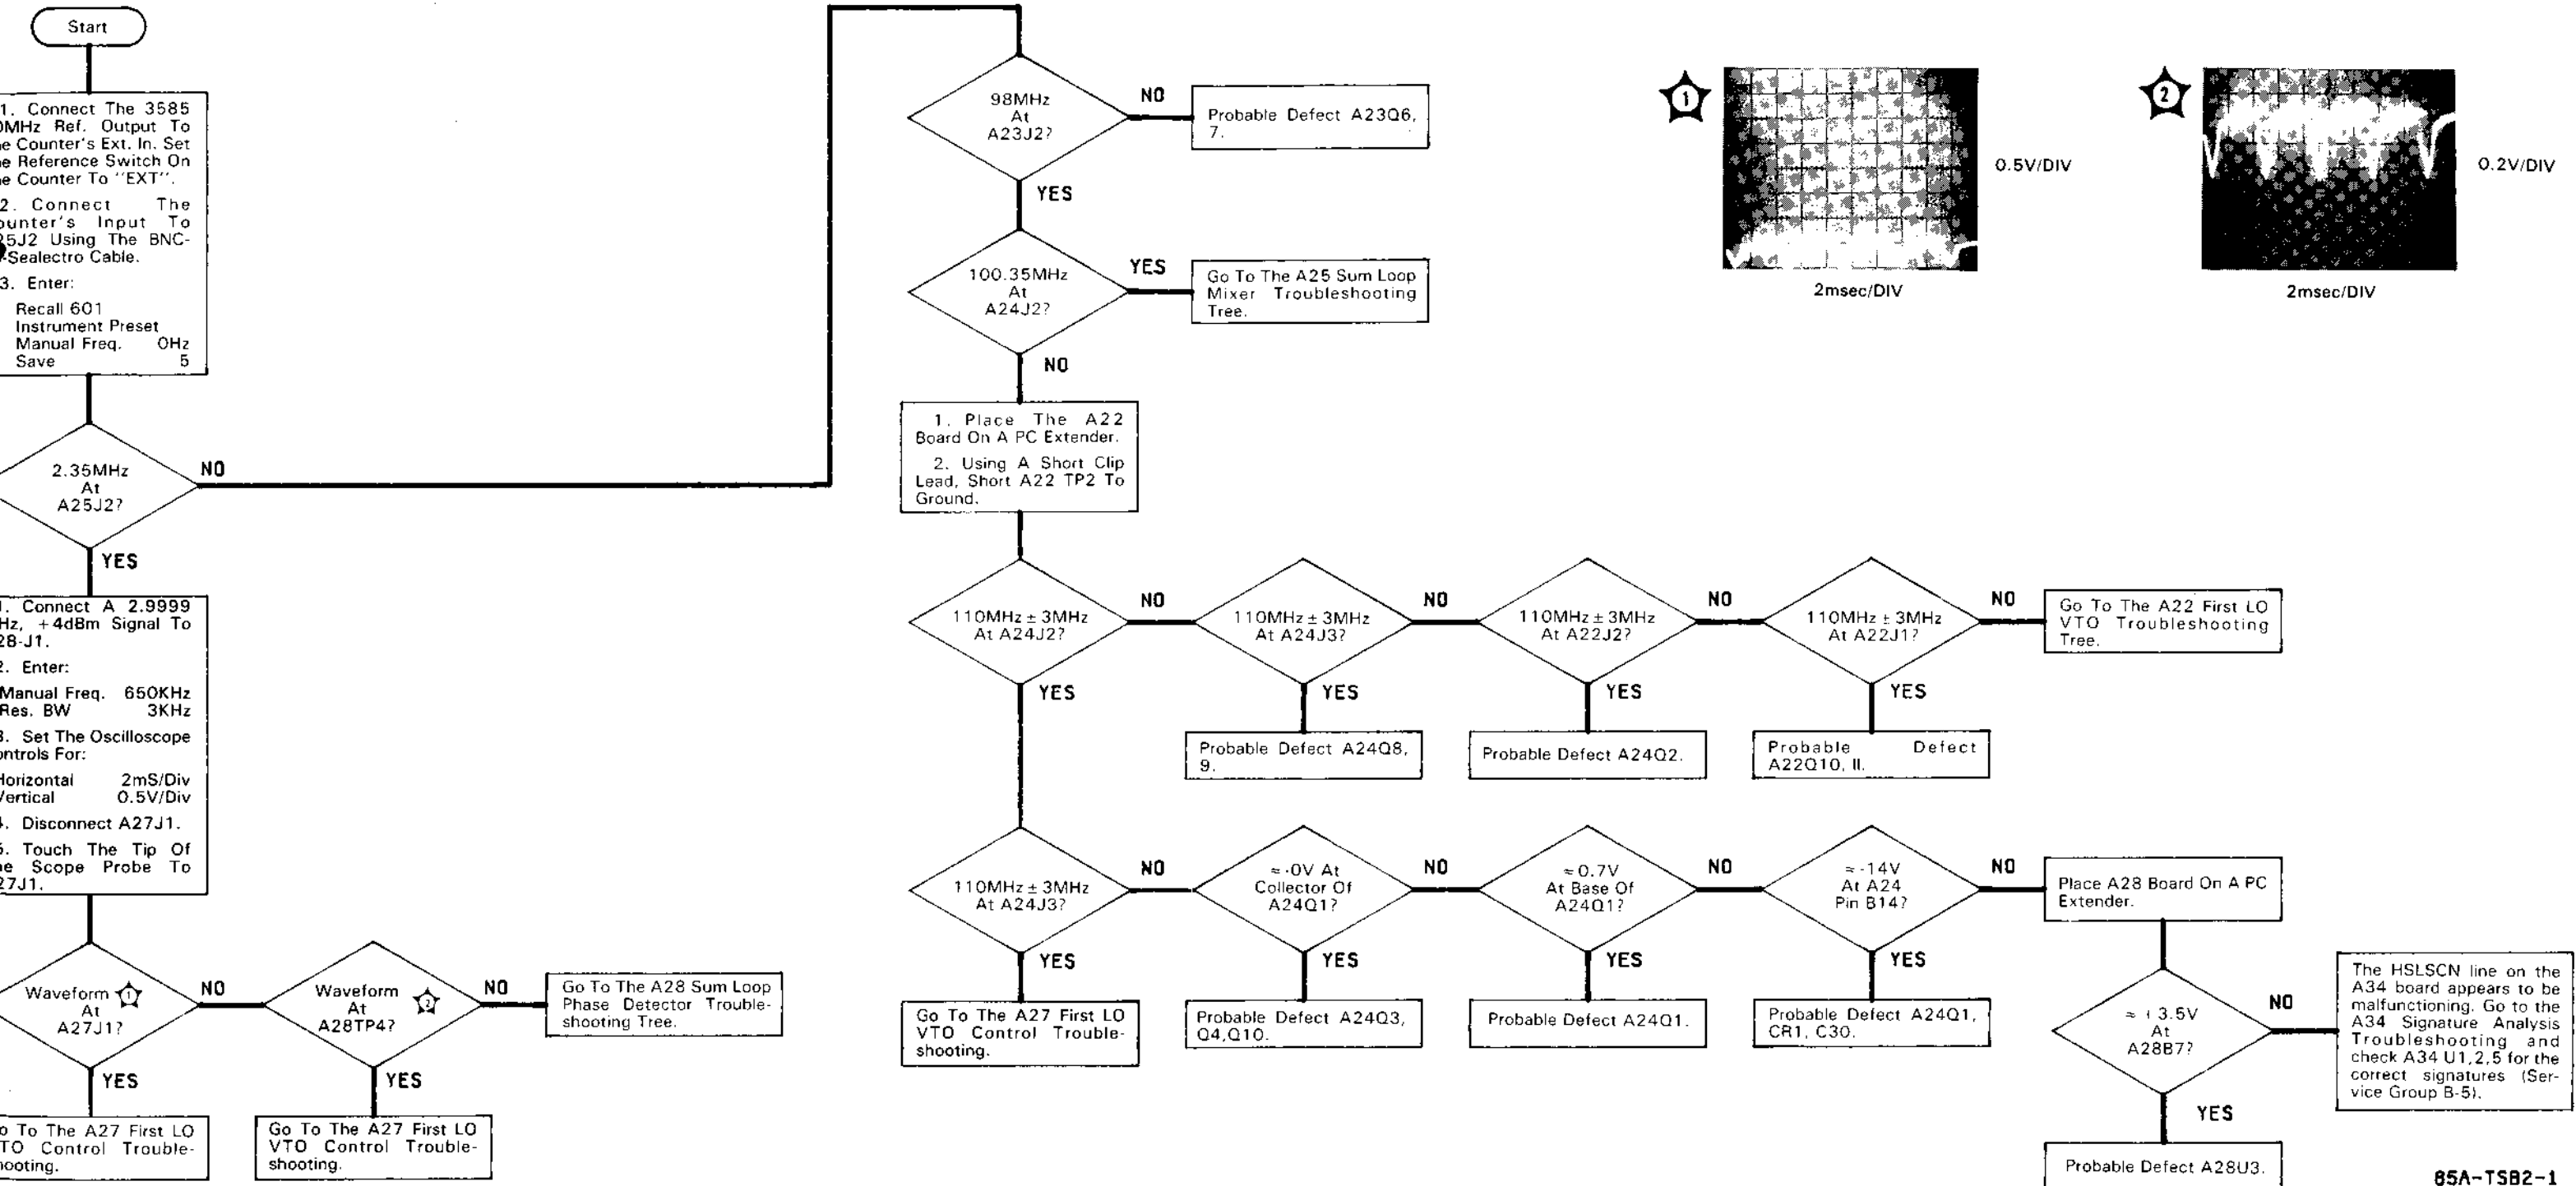 Start
1. Connect The 3585
0MHz Ref. Output To
Counter's Ext. In. Set
Reference Switch On
Counter To "EXT".
2. Connect The
Input To
Using The BNC-
-Sealectro Cable.
3. Enter:
Recall 601
Instrument Preset
Manual Freq. 0Hz
Save 5
2.35MHz
At
A25J2?
NO
YES
Connect A 2.9999
+4dBm Signal To
28-J1.
2. Enter:
Manual Freq. 650KHz
Res. BW 3KHz
Set The Oscilloscope
For:
Horizontal 2mS/Div
Vertical 0.5V/Div
Disconnect A27J1.
Touch The Tip Of
Scope Probe To
27J1.
Waveform 1
At
A27J1?
NO
YES
To The A27 First LO
Control Trouble-
Waveform 2
At
A28TP4?
NO
YES
Go To The A27 First LO
VTO Control Trouble-
shooting.
Go To The A28 Sum Loop
Phase Detector Trouble-
shooting Tree.
98MHz
At
A23J2?
NO
Probable Defect A23Q6,
7.
YES
100.35MHz
At
A24J2?
YES
Go To The A25 Sum Loop
Mixer Troubleshooting
Tree.
NO
1. Place The A22
Board On A PC Extender.
2. Using A Short Clip
Lead, Short A22 TP2 To
Ground.
110MHz ± 3MHz
At A24J2?
NO
YES
110MHz ± 3MHz
At A24J3?
NO
YES
Probable Defect A24Q8,
9.
110MHz ± 3MHz
At A22J2?
NO
YES
Probable Defect A24Q2.
110MHz ± 3MHz
At A22J1?
NO
YES
Probable Defect
A22Q10, II.
Go To The A22 First LO
VTO Troubleshooting
Tree.
110MHz ± 3MHz
At A24J3?
NO
YES
Go To The A27 First LO
VTO Control Trouble-
shooting.
≈ -0V At
Collector Of
A24Q1?
NO
YES
Probable Defect A24Q3,
Q4,Q10.
≈ 0.7V
At Base Of
A24Q1?
NO
YES
Probable Defect A24Q1.
≈ -14V
At A24
Pin B14?
NO
YES
Probable Defect A24Q1,
CR1, C30.
Place A28 Board On A PC
Extender.
≈ +3.5V
At
A28B7?
NO
YES
Probable Defect A28U3.
The HSLSCN line on the
A34 board appears to be
malfunctioning. Go to the
A34 Signature Analysis
Troubleshooting and
check A34 U1,2,5 for the
correct signatures (Ser-
vice Group B-5).
1
0.5V/DIV
2msec/DIV
2
0.2V/DIV
2msec/DIV
85A-TSB2-1